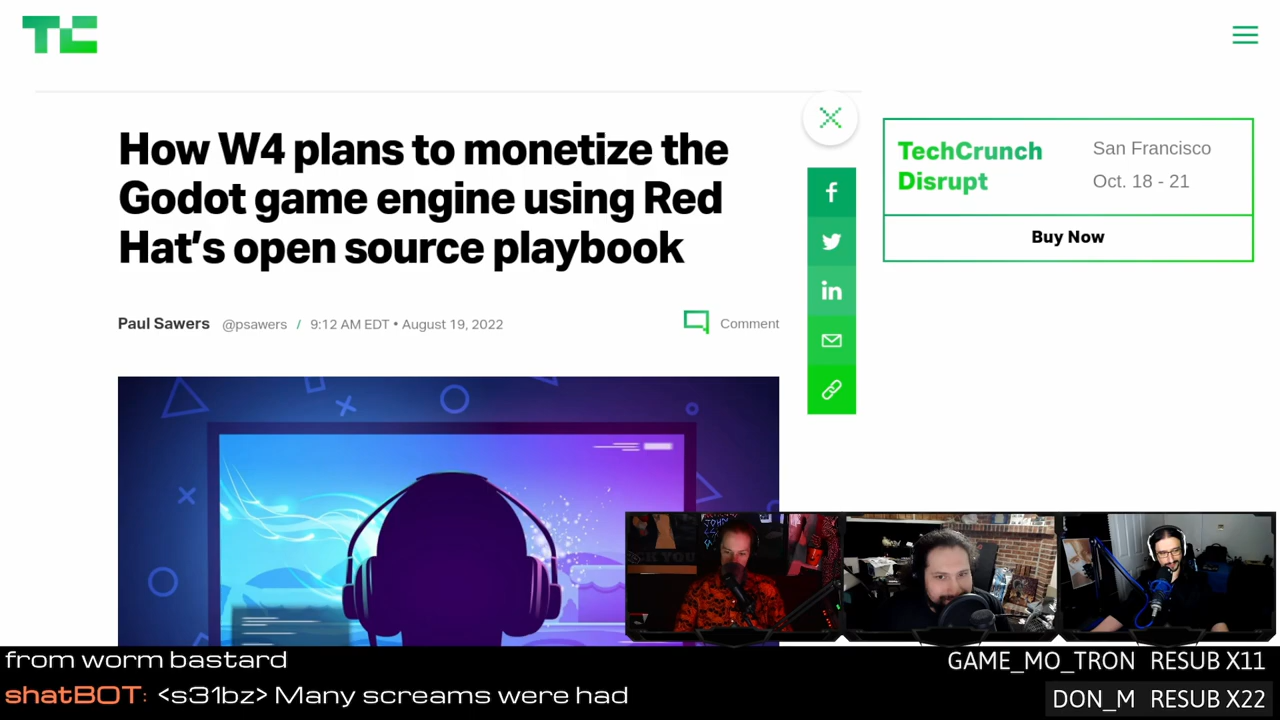 TC
How W4 plans to monetize the
Godot game engine using Red
Hat's open source playbook
Paul Sawers @psawers / 9:12 AM EDT • August 19, 2022
Comment
TechCrunch
Disrupt
San Francisco
Oct. 18 - 21
Buy Now
f
in
from worm bastard
shatBOT: <s31bz> Many screams were had
GAME_MO_TRON RESUB X11
DON_M RESUB X22